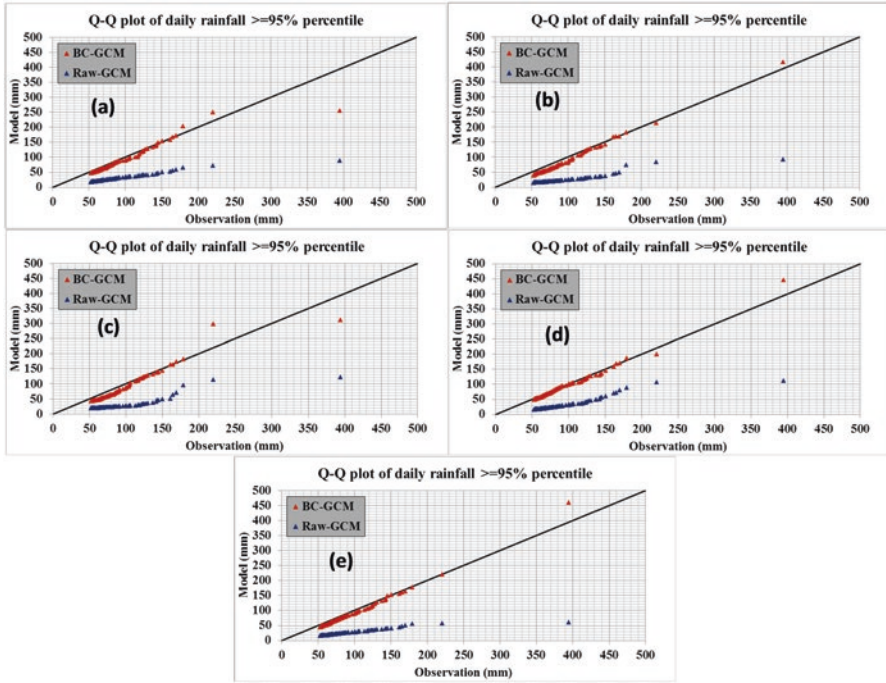 Q-Q plot of daily rainfall >=95% percentile
Model (mm)
500
450
400
350
300
250
200
150
100
50
0
BC-GCM
Raw-GCM
(a)
0 50 100 150 200 250 300 350 400 450 500
Observation (mm)
Q-Q plot of daily rainfall >=95% percentile
Model (mm)
500
450
400
350
300
250
200
150
100
50
0
BC-GCM
Raw-GCM
(b)
0 50 100 150 200 250 300 350 400 450 500
Observation (mm)
Q-Q plot of daily rainfall >=95% percentile
Model (mm)
500
450
400
350
300
250
200
150
100
50
0
BC-GCM
Raw-GCM
(c)
0 50 100 150 200 250 300 350 400 450 500
Observation (mm)
Q-Q plot of daily rainfall >=95% percentile
Model (mm)
500
450
400
350
300
250
200
150
100
50
0
BC-GCM
Raw-GCM
(d)
0 50 100 150 200 250 300 350 400 450 500
Observation (mm)
Q-Q plot of daily rainfall >=95% percentile
Model (mm)
500
450
400
350
300
250
200
150
100
50
0
BC-GCM
Raw-GCM
(e)
0 50 100 150 200 250 300 350 400 450 500
Observation (mm)